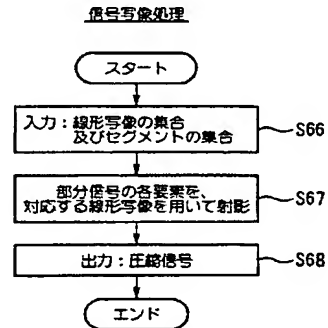 信号写像処理
スタート
入力：線形写像の集合
及びセグメントの集合
S66
部分信号の各要素を、
対応する線形写像を用いて射影
S67
出力：圧縮信号
S68
エンド